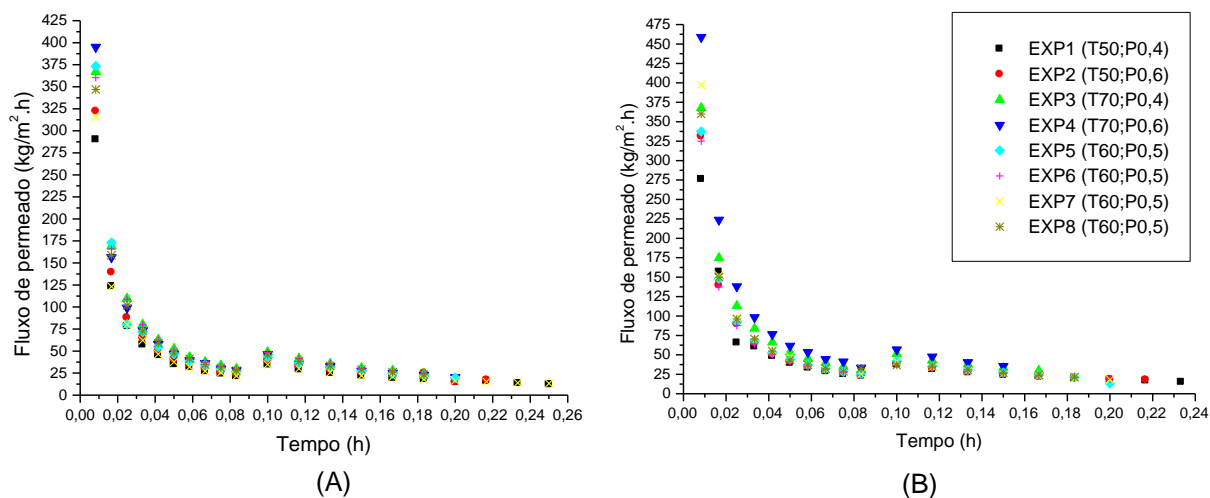 425
400
375
350
325
300
275
250
225
200
175
150
125
100
75
50
25
0
Fluxo de permeado (kg/m².h)
0,00 0,02 0,04 0,06 0,08 0,10 0,12 0,14 0,16 0,18 0,20 0,22 0,24 0,26
Tempo (h)
(A)
475
450
425
400
375
350
325
300
275
250
225
200
175
150
125
100
75
50
25
0
Fluxo de permeado (kg/m².h)
0,00 0,02 0,04 0,06 0,08 0,10 0,12 0,14 0,16 0,18 0,20 0,22 0,24
Tempo (h)
(B)
EXP1 (T50;P0,4)
EXP2 (T50;P0,6)
EXP3 (T70;P0,4)
EXP4 (T70;P0,6)
EXP5 (T60;P0,5)
EXP6 (T60;P0,5)
EXP7 (T60;P0,5)
EXP8 (T60;P0,5)